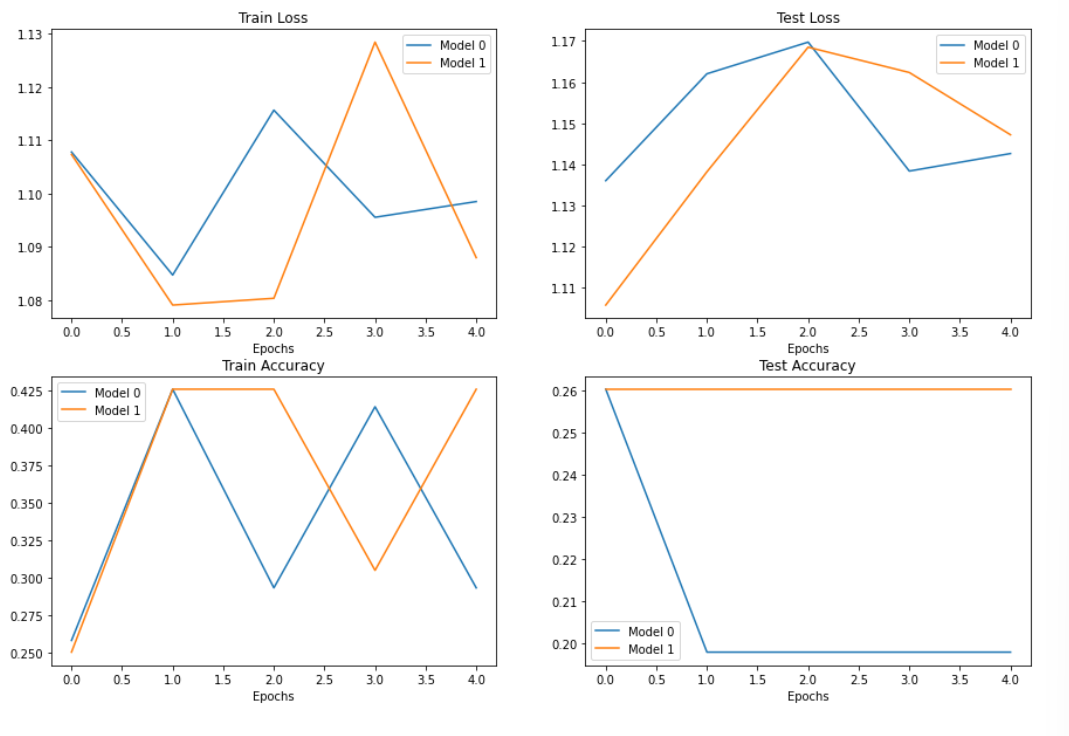 Train Loss
1.13
1.12
1.11
1.10
1.09
1.08
Model 0
Model 1
0.0 0.5 1.0 1.5 2.0 2.5 3.0 3.5 4.0
Epochs
Test Loss
1.17
1.16
1.15
1.14
1.13
1.12
1.11
Model 0
Model 1
0.0 0.5 1.0 1.5 2.0 2.5 3.0 3.5 4.0
Epochs
Train Accuracy
0.425
0.400
0.375
0.350
0.325
0.300
0.275
0.250
Model 0
Model 1
0.0 0.5 1.0 1.5 2.0 2.5 3.0 3.5 4.0
Epochs
Test Accuracy
0.26
0.25
0.24
0.23
0.22
0.21
0.20
Model 0
Model 1
0.0 0.5 1.0 1.5 2.0 2.5 3.0 3.5 4.0
Epochs